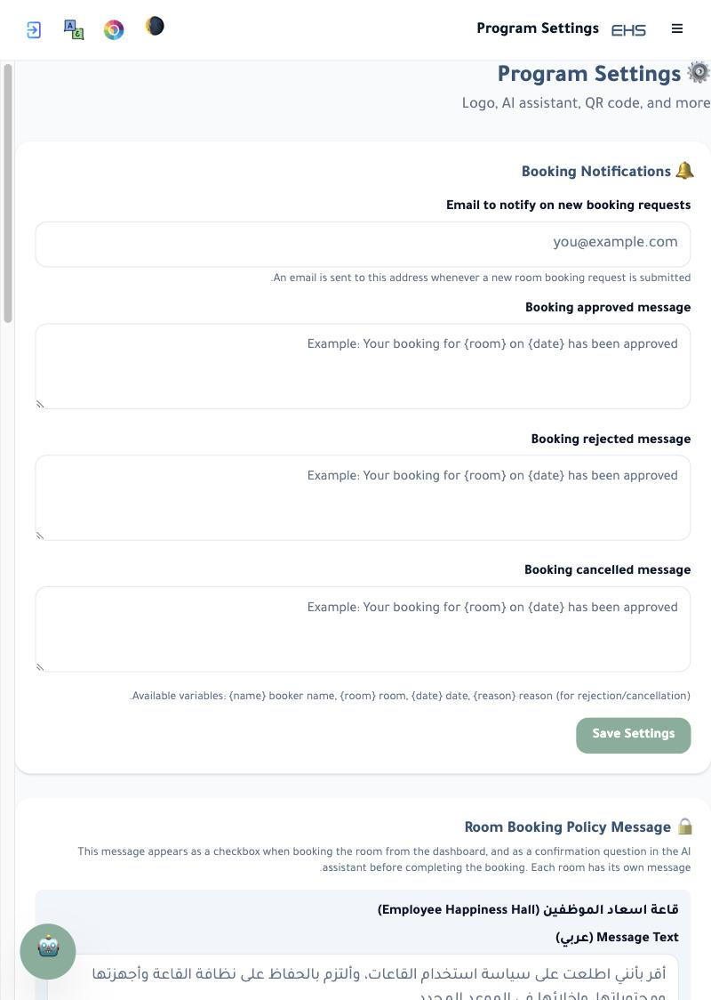 Program Settings EHS
Program Settings
Logo, AI assistant, QR code, and more
Booking Notifications
Email to notify on new booking requests
you@example.com
An email is sent to this address whenever a new room booking request is submitted.
Booking approved message
Example: Your booking for {room} on {date} has been approved
Booking rejected message
Example: Your booking for {room} on {date} has been approved
Booking cancelled message
Example: Your booking for {room} on {date} has been approved
Available variables: {name} booker name, {room} room, {date} date, {reason} reason (for rejection/cancellation).
Save Settings
Room Booking Policy Message
This message appears as a checkbox when booking the room from the dashboard, and as a confirmation question in the AI
assistant before completing the booking. Each room has its own message.
قاعة اسعاد الموظفين (Employee Happiness Hall)
Message Text (عربي)
أقر بأنني اطلعت على سياسة استخدام القاعات، وألتزم بالحفاظ على نظافة القاعة وأجهزتها
ومحتوياتها، وإخلائها في الموعد المحدد